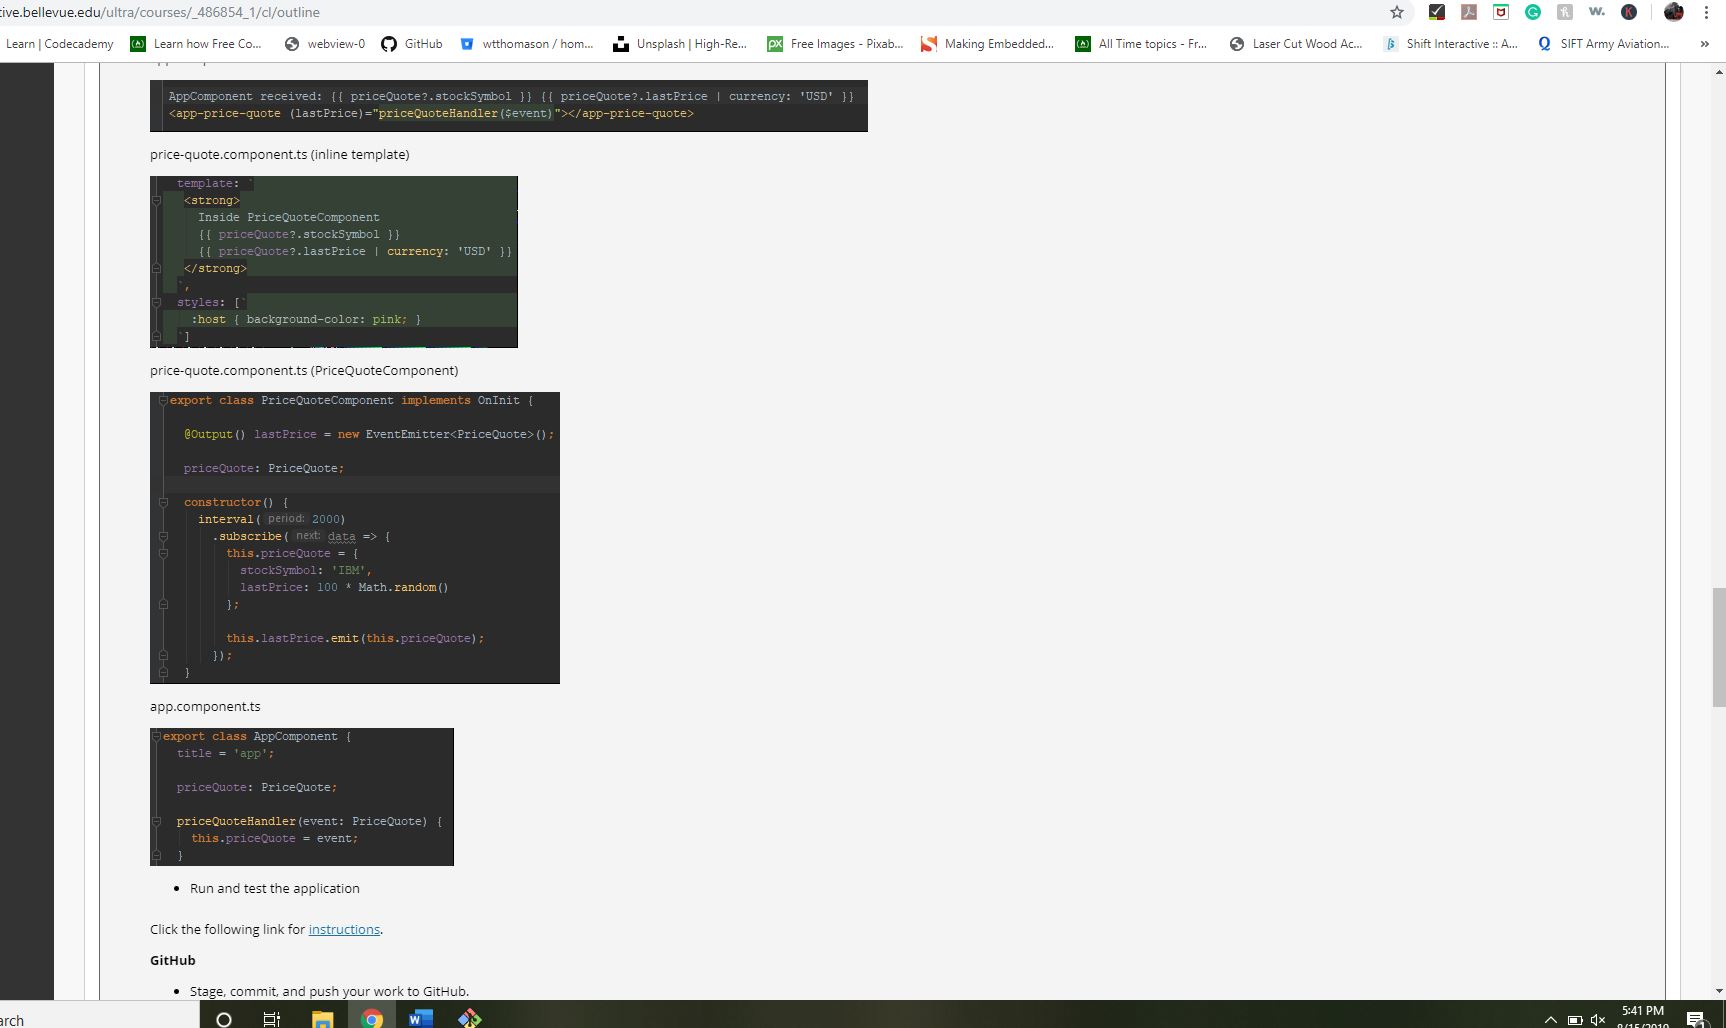 ive.bellevue.edu/ultra/courses/_486854_1/cl/outline
Learn | Codecademy Learn how Free Co... webview-0 GitHub wtthomason / hom... Unsplash | High-Re... Free Images - Pixab... Making Embedded... All Time topics - Fr... Laser Cut Wood Ac... Shift Interactive :: A... SIFT Army Aviation... »
AppComponent received: {{ priceQuote?.stockSymbol }} {{ priceQuote?.lastPrice | currency: 'USD' }}
<app-price-quote (lastPrice)="priceQuoteHandler($event)"></app-price-quote>
price-quote.component.ts (inline template)
template: `
<strong>
Inside PriceQuoteComponent
{{ priceQuote?.stockSymbol }}
{{ priceQuote?.lastPrice | currency: 'USD' }}
</strong>
`,
styles: [`
:host { background-color: pink; }
`]
price-quote.component.ts (PriceQuoteComponent)
export class PriceQuoteComponent implements OnInit {
@Output() lastPrice = new EventEmitter<PriceQuote>();
priceQuote: PriceQuote;
constructor() {
interval( period: 2000)
.subscribe( next: data => {
this.priceQuote = {
stockSymbol: 'IBM',
lastPrice: 100 * Math.random()
};
this.lastPrice.emit(this.priceQuote);
});
}
app.component.ts
export class AppComponent {
title = 'app';
priceQuote: PriceQuote;
priceQuoteHandler(event: PriceQuote) {
this.priceQuote = event;
}
• Run and test the application
Click the following link for instructions.
GitHub
• Stage, commit, and push your work to GitHub.
arch
5:41 PM
8/15/2019